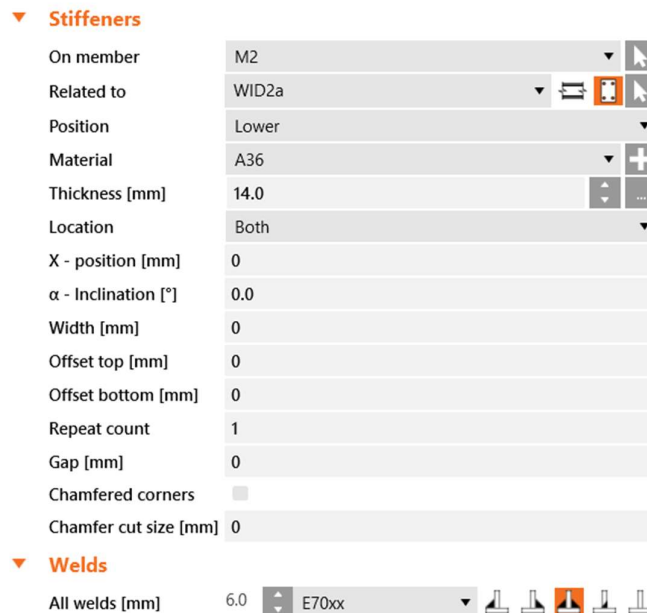 Stiffeners
On member M2
Related to WID2a
Position Lower
Material A36
Thickness [mm] 14.0 ...
Location Both
X - position [mm] 0
α - Inclination [°] 0.0
Width [mm] 0
Offset top [mm] 0
Offset bottom [mm] 0
Repeat count 1
Gap [mm] 0
Chamfered corners
Chamfer cut size [mm] 0
Welds
All welds [mm] 6.0 E70xx